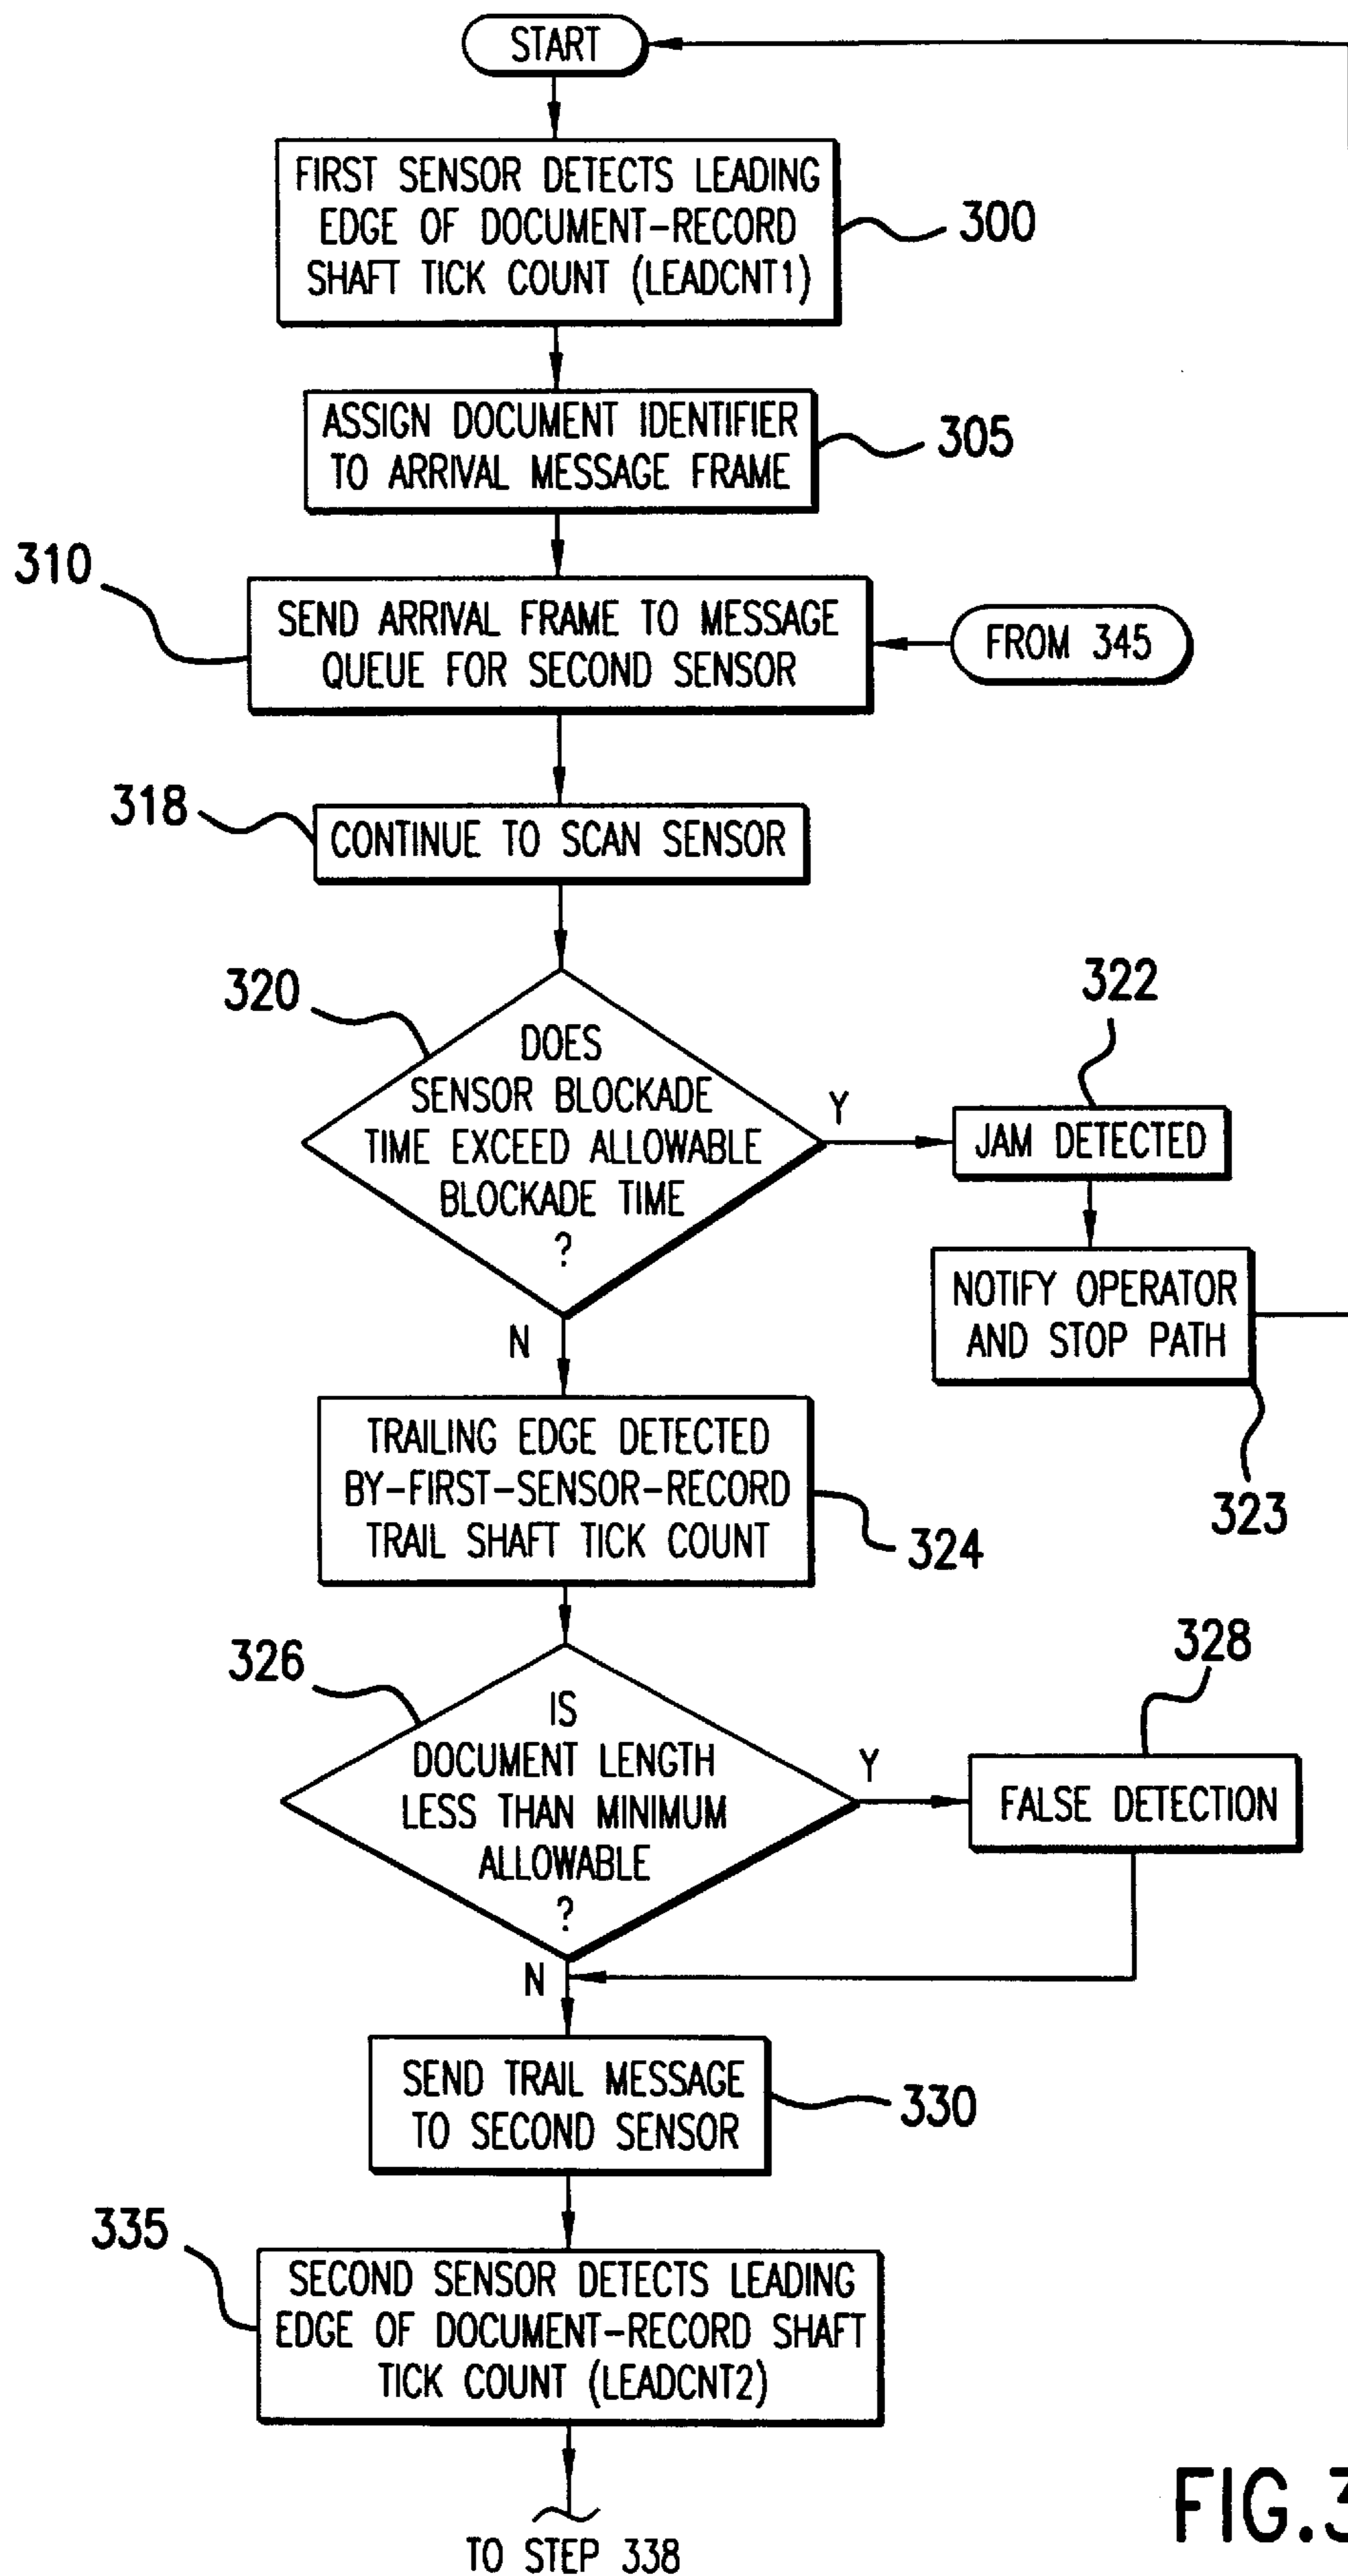 START
FIRST SENSOR DETECTS LEADING
EDGE OF DOCUMENT-RECORD
SHAFT TICK COUNT (LEADCNT1)
300
ASSIGN DOCUMENT IDENTIFIER
TO ARRIVAL MESSAGE FRAME
305
310
SEND ARRIVAL FRAME TO MESSAGE
QUEUE FOR SECOND SENSOR
FROM 345
318
CONTINUE TO SCAN SENSOR
320
DOES
SENSOR BLOCKADE
TIME EXCEED ALLOWABLE
BLOCKADE TIME
?
Y
322
JAM DETECTED
NOTIFY OPERATOR
AND STOP PATH
323
N
TRAILING EDGE DETECTED
BY-FIRST-SENSOR-RECORD
TRAIL SHAFT TICK COUNT
324
326
IS
DOCUMENT LENGTH
LESS THAN MINIMUM
ALLOWABLE
?
Y
328
FALSE DETECTION
N
SEND TRAIL MESSAGE
TO SECOND SENSOR
330
335
SECOND SENSOR DETECTS LEADING
EDGE OF DOCUMENT-RECORD SHAFT
TICK COUNT (LEADCNT2)
TO STEP 338
FIG.3